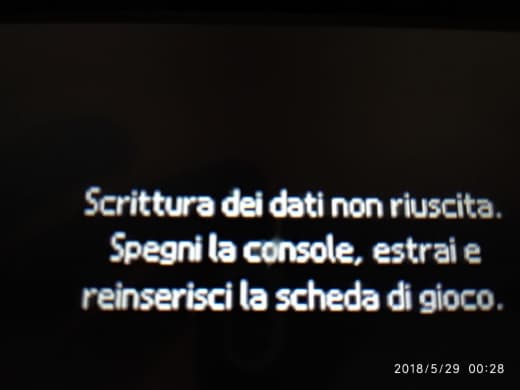 Scrittura dei dati non riuscita.
Spegni la console, estrai e
reinserisci la scheda di gioco.
2018/5/29 00:28